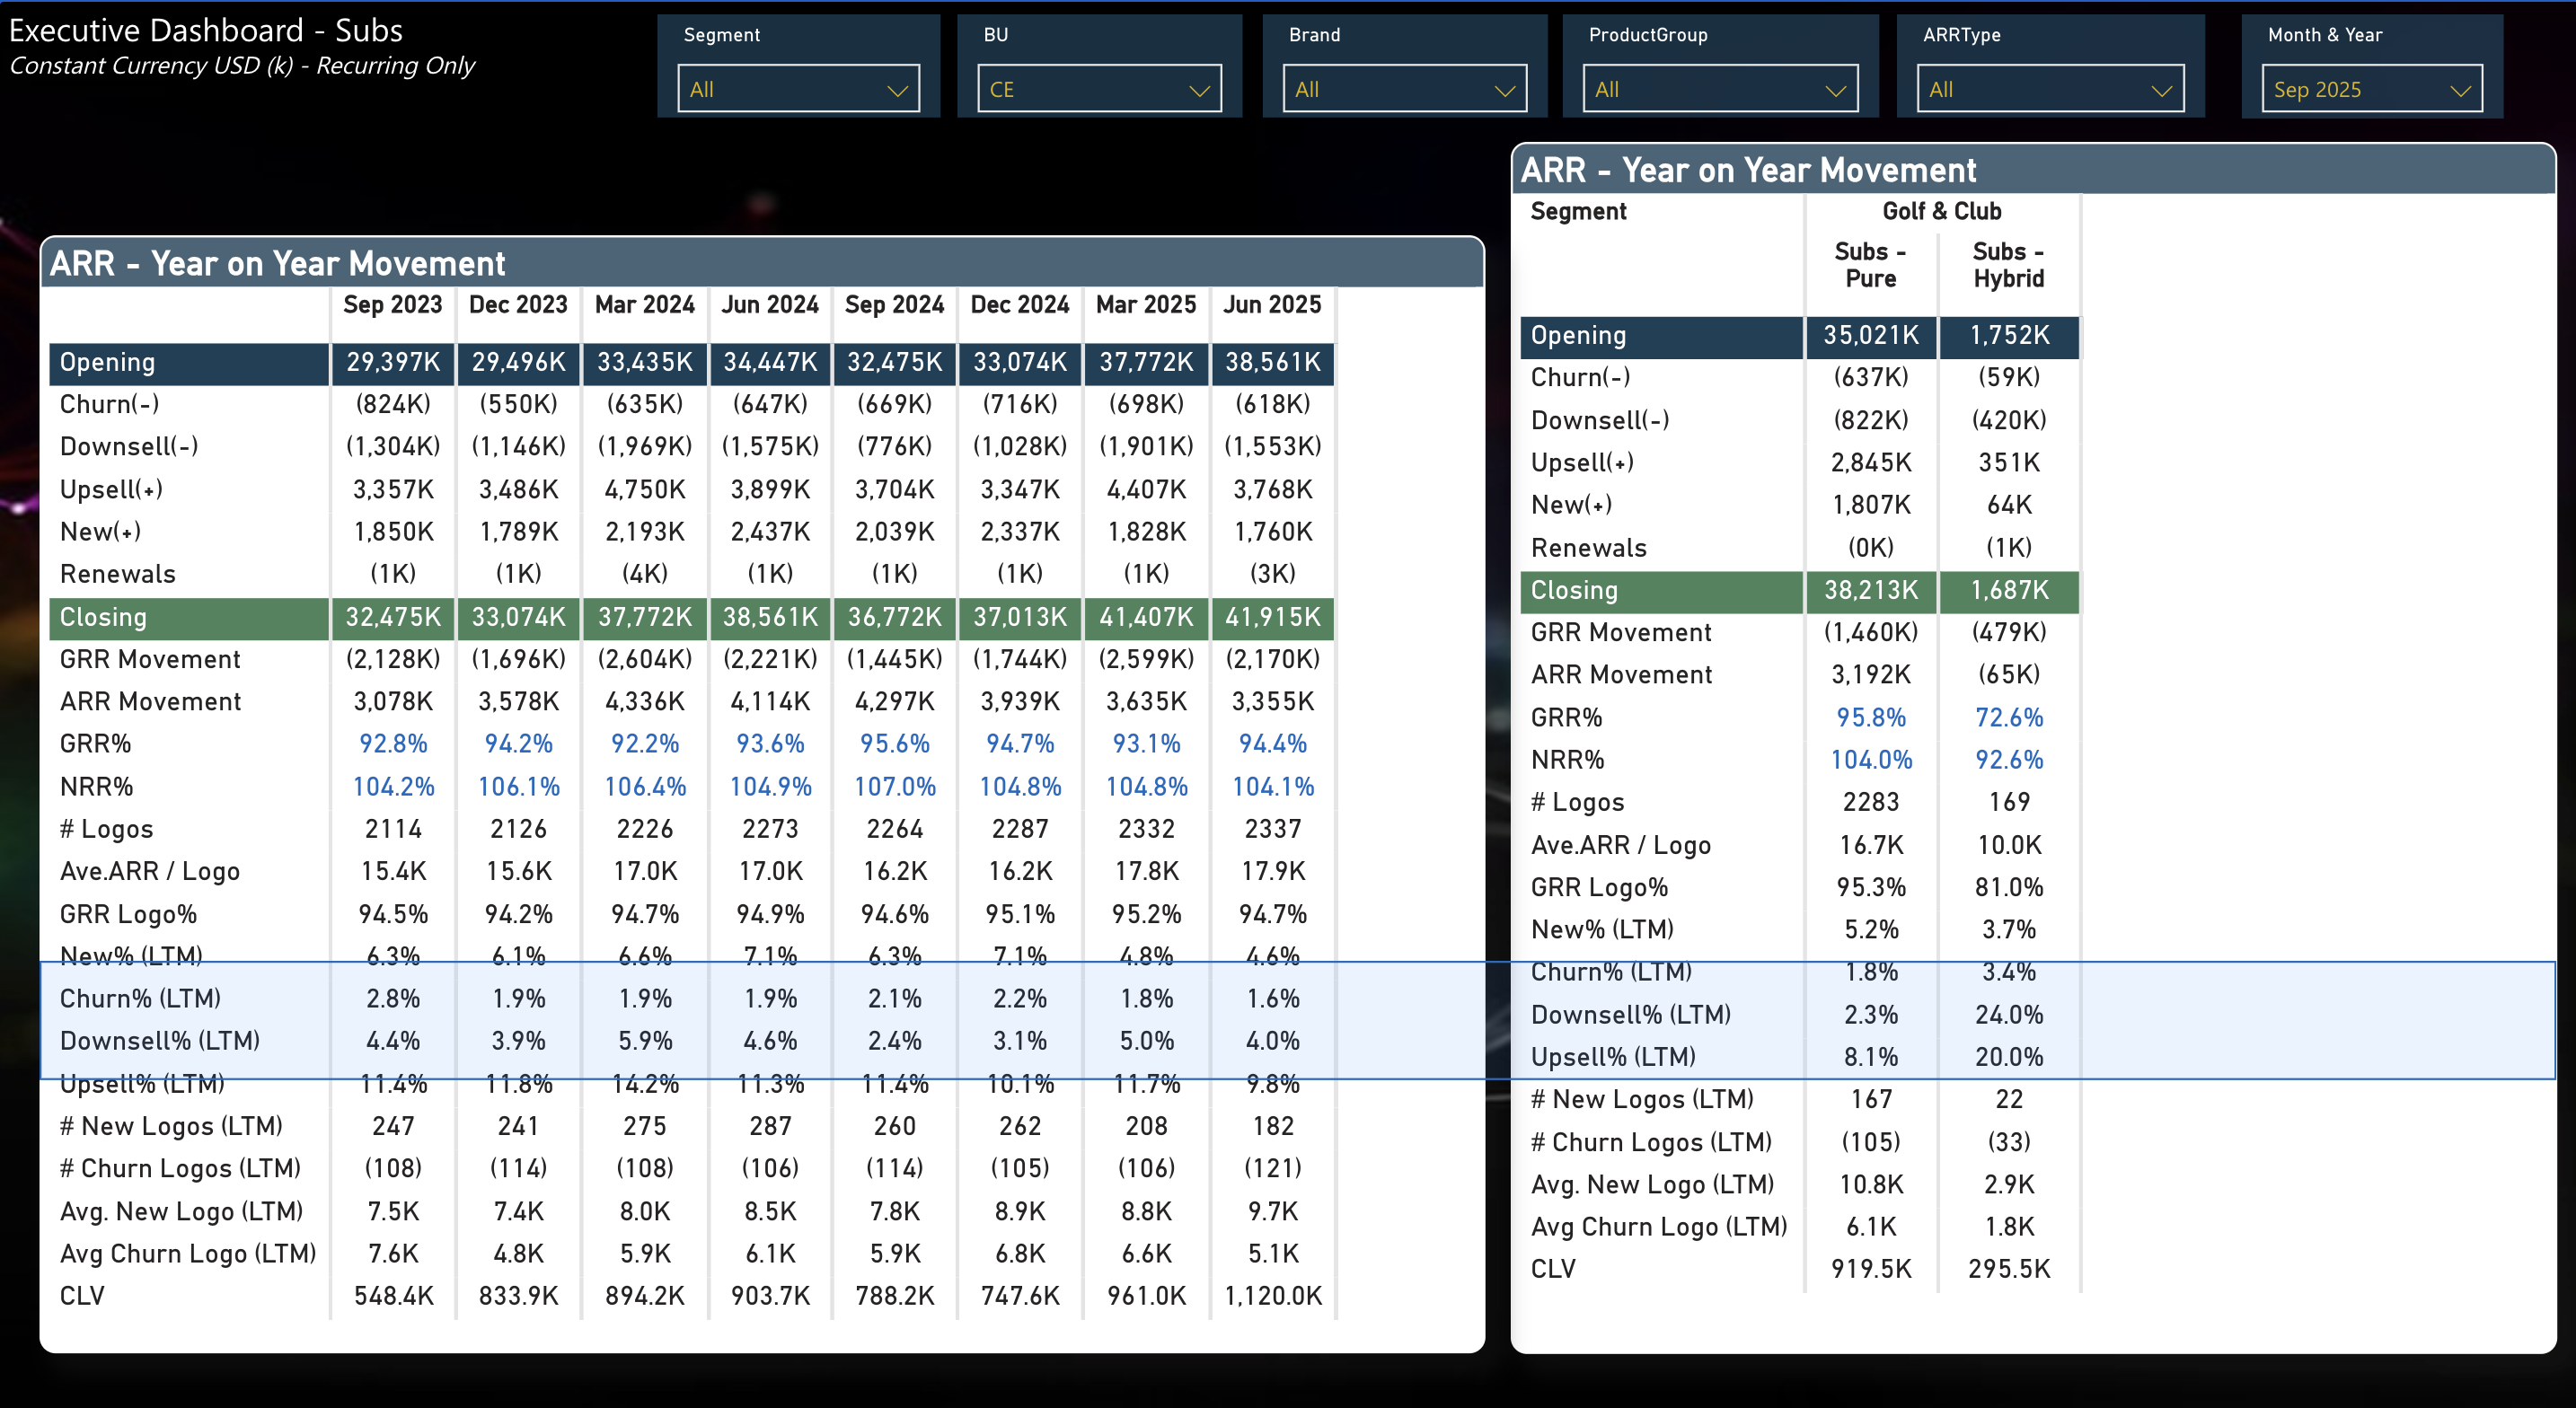 Executive Dashboard - Subs
Constant Currency USD (k) - Recurring Only
Segment
All
BU
CE
Brand
All
ProductGroup
All
ARRType
All
Month & Year
Sep 2025
ARR - Year on Year Movement
Sep 2023 Dec 2023 Mar 2024 Jun 2024 Sep 2024 Dec 2024 Mar 2025 Jun 2025
Opening 29,397K 29,496K 33,435K 34,447K 32,475K 33,074K 37,772K 38,561K
Churn(-) (824K) (550K) (635K) (647K) (669K) (716K) (698K) (618K)
Downsell(-) (1,304K) (1,146K) (1,969K) (1,575K) (776K) (1,028K) (1,901K) (1,553K)
Upsell(+) 3,357K 3,486K 4,750K 3,899K 3,704K 3,347K 4,407K 3,768K
New(+) 1,850K 1,789K 2,193K 2,437K 2,039K 2,337K 1,828K 1,760K
Renewals (1K) (1K) (4K) (1K) (1K) (1K) (1K) (3K)
Closing 32,475K 33,074K 37,772K 38,561K 36,772K 37,013K 41,407K 41,915K
GRR Movement (2,128K) (1,696K) (2,604K) (2,221K) (1,445K) (1,744K) (2,599K) (2,170K)
ARR Movement 3,078K 3,578K 4,336K 4,114K 4,297K 3,939K 3,635K 3,355K
GRR% 92.8% 94.2% 92.2% 93.6% 95.6% 94.7% 93.1% 94.4%
NRR% 104.2% 106.1% 106.4% 104.9% 107.0% 104.8% 104.8% 104.1%
# Logos 2114 2126 2226 2273 2264 2287 2332 2337
Ave.ARR / Logo 15.4K 15.6K 17.0K 17.0K 16.2K 16.2K 17.8K 17.9K
GRR Logo% 94.5% 94.2% 94.7% 94.9% 94.6% 95.1% 95.2% 94.7%
New% (LTM) 6.3% 6.1% 6.6% 7.1% 6.3% 7.1% 4.8% 4.6%
Churn% (LTM) 2.8% 1.9% 1.9% 1.9% 2.1% 2.2% 1.8% 1.6%
Downsell% (LTM) 4.4% 3.9% 5.9% 4.6% 2.4% 3.1% 5.0% 4.0%
Upsell% (LTM) 11.4% 11.8% 14.2% 11.3% 11.4% 10.1% 11.7% 9.8%
# New Logos (LTM) 247 241 275 287 260 262 208 182
# Churn Logos (LTM) (108) (114) (108) (106) (114) (105) (106) (121)
Avg. New Logo (LTM) 7.5K 7.4K 8.0K 8.5K 7.8K 8.9K 8.8K 9.7K
Avg Churn Logo (LTM) 7.6K 4.8K 5.9K 6.1K 5.9K 6.8K 6.6K 5.1K
CLV 548.4K 833.9K 894.2K 903.7K 788.2K 747.6K 961.0K 1,120.0K
ARR - Year on Year Movement
Segment Golf & Club
Subs - Subs -
Pure Hybrid
Opening 35,021K 1,752K
Churn(-) (637K) (59K)
Downsell(-) (822K) (420K)
Upsell(+) 2,845K 351K
New(+) 1,807K 64K
Renewals (0K) (1K)
Closing 38,213K 1,687K
GRR Movement (1,460K) (479K)
ARR Movement 3,192K (65K)
GRR% 95.8% 72.6%
NRR% 104.0% 92.6%
# Logos 2283 169
Ave.ARR / Logo 16.7K 10.0K
GRR Logo% 95.3% 81.0%
New% (LTM) 5.2% 3.7%
Churn% (LTM) 1.8% 3.4%
Downsell% (LTM) 2.3% 24.0%
Upsell% (LTM) 8.1% 20.0%
# New Logos (LTM) 167 22
# Churn Logos (LTM) (105) (33)
Avg. New Logo (LTM) 10.8K 2.9K
Avg Churn Logo (LTM) 6.1K 1.8K
CLV 919.5K 295.5K